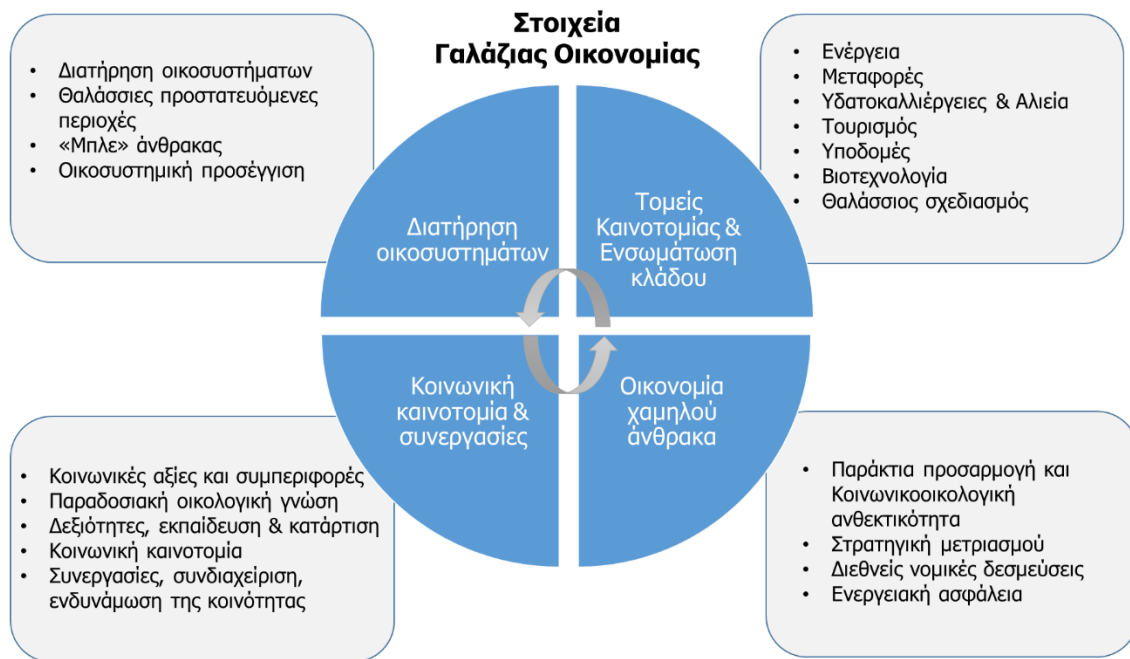 Στοιχεία
Γαλάζιας Οικονομίας
• Διατήρηση οικοσυστήματων
• Θαλάσσιες προστατευόμενες
περιοχές
• «Μπλε» άνθρακας
• Οικοσυστημική προσέγγιση
• Ενέργεια
• Μεταφορές
• Υδατοκαλλιέργειες & Αλιεία
• Τουρισμός
• Υποδομές
• Βιοτεχνολογία
• Θαλάσσιος σχεδιασμός
Διατήρηση
οικοσυστημάτων
Τομείς
Καινοτομίας &
Ενσωμάτωση
κλάδου
Κοινωνική
καινοτομία &
συνεργασίες
Οικονομία
χαμηλού
άνθρακα
• Κοινωνικές αξίες και συμπεριφορές
• Παραδοσιακή οικολογική γνώση
• Δεξιότητες, εκπαίδευση & κατάρτιση
• Κοινωνική καινοτομία
• Συνεργασίες, συνδιαχείριση,
ενδυνάμωση της κοινότητας
• Παράκτια προσαρμογή και
Κοινωνικοοικολογική
ανθεκτικότητα
• Στρατηγική μετριασμού
• Διεθνείς νομικές δεσμεύσεις
• Ενεργειακή ασφάλεια